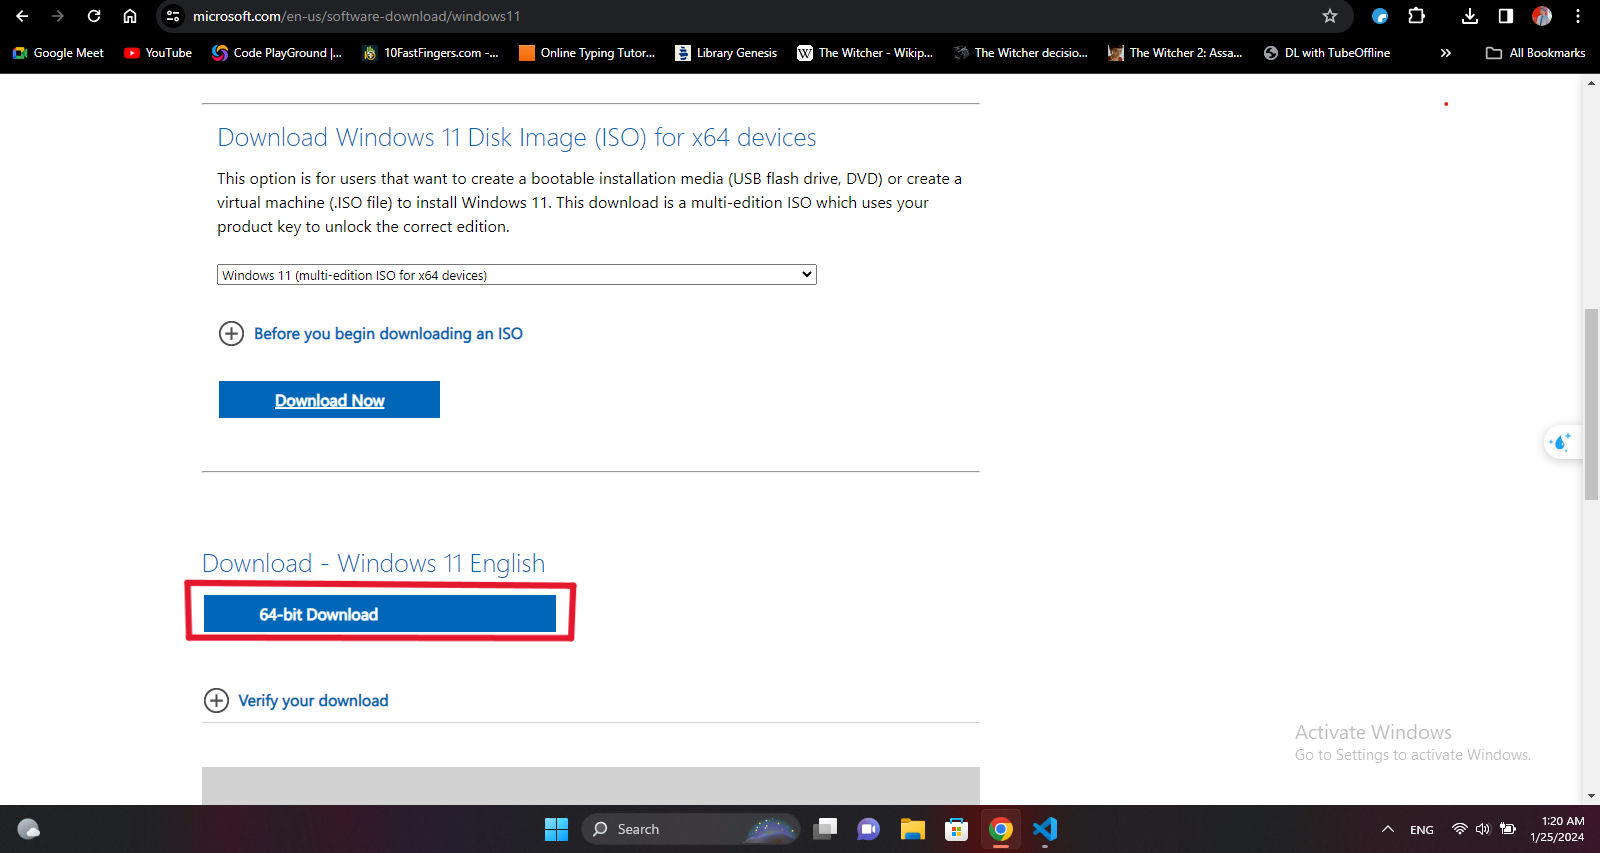 microsoft.com/en-us/software-download/windows11
Google Meet YouTube Code PlayGround |... 10FastFingers.com -... Online Typing Tutor... Library Genesis The Witcher - Wikip... The Witcher decisio... The Witcher 2: Assa... DL with TubeOffline » All Bookmarks
Download Windows 11 Disk Image (ISO) for x64 devices
This option is for users that want to create a bootable installation media (USB flash drive, DVD) or create a
virtual machine (.ISO file) to install Windows 11. This download is a multi-edition ISO which uses your
product key to unlock the correct edition.
Windows 11 (multi-edition ISO for x64 devices)
Before you begin downloading an ISO
Download Now
Download - Windows 11 English
64-bit Download
Verify your download
Activate Windows
Go to Settings to activate Windows.
Search
ENG
1:20 AM
1/25/2024